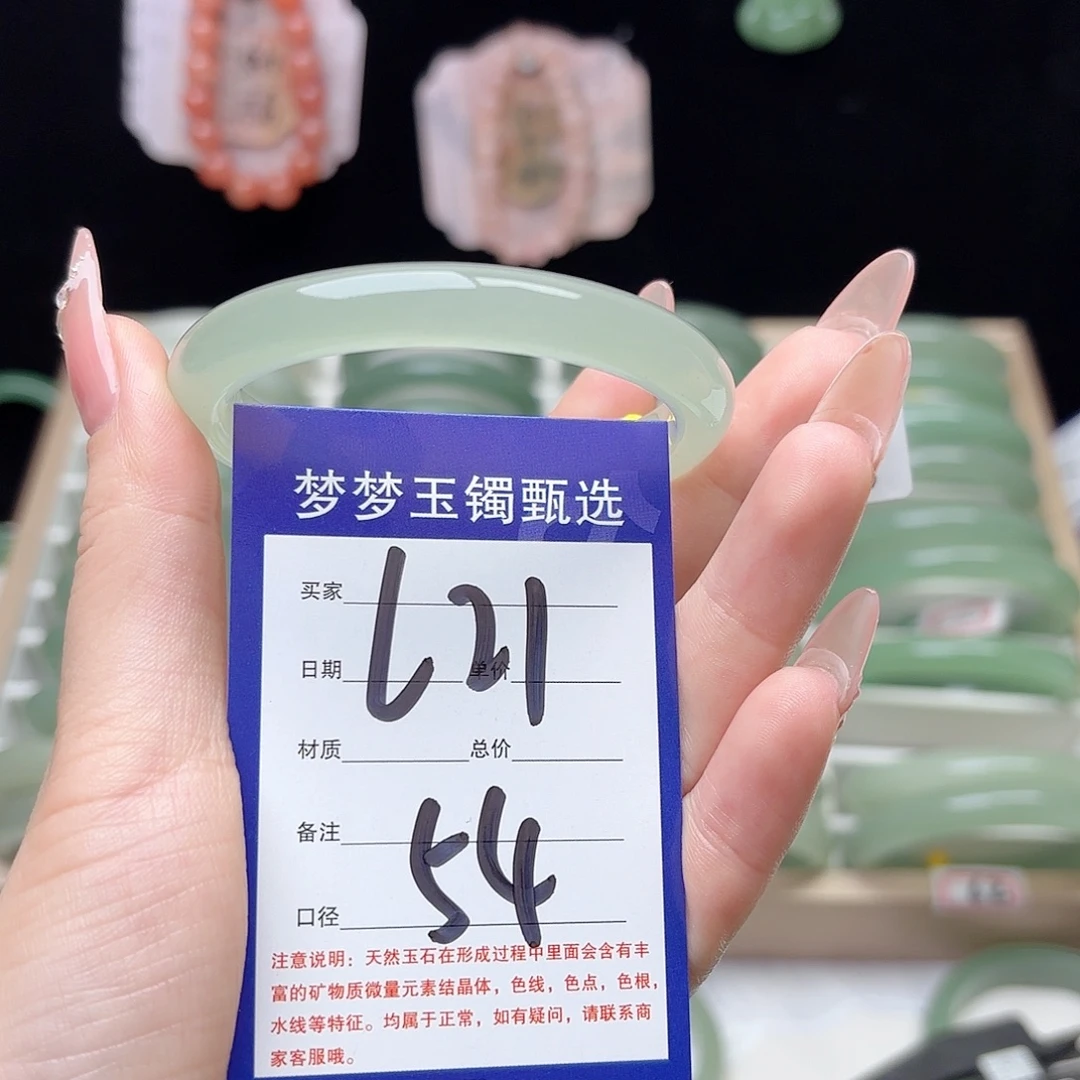 梦梦玉镯甄选
买家
L21
日期 单价
材质 总价
备注
54
口径
注意说明：天然玉石在形成过程中里面会含有丰
富的矿物质微量元素结晶体，色线，色点，色根，
水线等特征。均属于正常，如有疑问，请联系商
家客服哦。